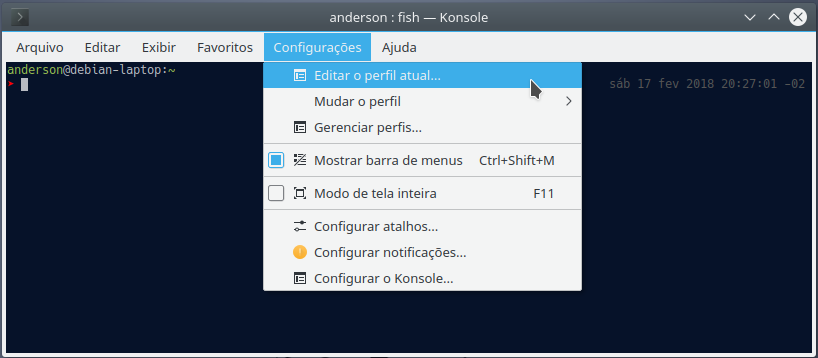 anderson : fish — Konsole
Arquivo Editar Exibir Favoritos Configurações Ajuda
anderson@debian-laptop:~
sáb 17 fev 2018 20:27:01 -02
Editar o perfil atual...
Mudar o perfil
Gerenciar perfis...
Mostrar barra de menus Ctrl+Shift+M
Modo de tela inteira F11
Configurar atalhos...
Configurar notificações...
Configurar o Konsole...